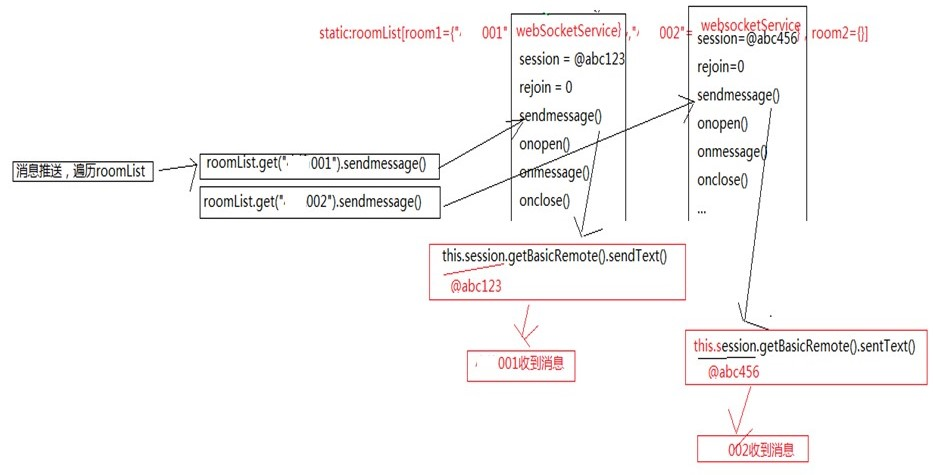 static:roomList[room1={" 001" webSocketService} ," 002"= websocketService} , room2={}]
session = @abc123
rejoin = 0
sendmessage()
onopen()
onmessage()
onclose()
session=@abc456
rejoin=0
sendmessage()
onopen()
onmessage()
onclose()
...
消息推送，遍历roomList
roomList.get(" 001").sendmessage()
roomList.get(" 002").sendmessage()
this.session.getBasicRemote().sendText()
@abc123
001收到消息
this.session.getBasicRemote().sentText()
@abc456
002收到消息